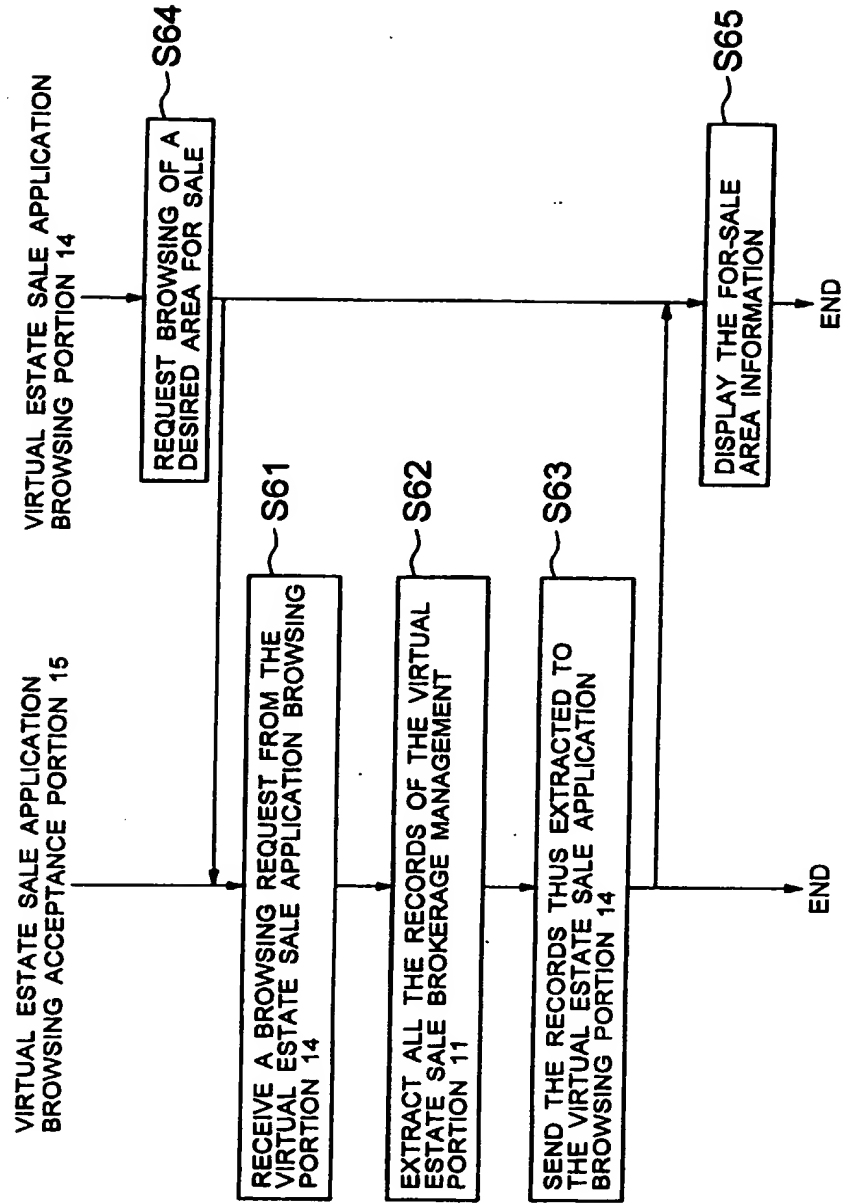 VIRTUAL ESTATE SALE APPLICATION
BROWSING ACCEPTANCE PORTION 15
VIRTUAL ESTATE SALE APPLICATION
BROWSING PORTION 14
REQUEST BROWSING OF A
DESIRED AREA FOR SALE
S64
RECEIVE A BROWSING REQUEST FROM THE
VIRTUAL ESTATE SALE APPLICATION BROWSING
PORTION 14
S61
EXTRACT ALL THE RECORDS OF THE VIRTUAL
ESTATE SALE BROKERAGE MANAGEMENT
PORTION 11
S62
SEND THE RECORDS THUS EXTRACTED TO
THE VIRTUAL ESTATE SALE APPLICATION
BROWSING PORTION 14
S63
DISPLAY THE FOR-SALE
AREA INFORMATION
S65
END
END